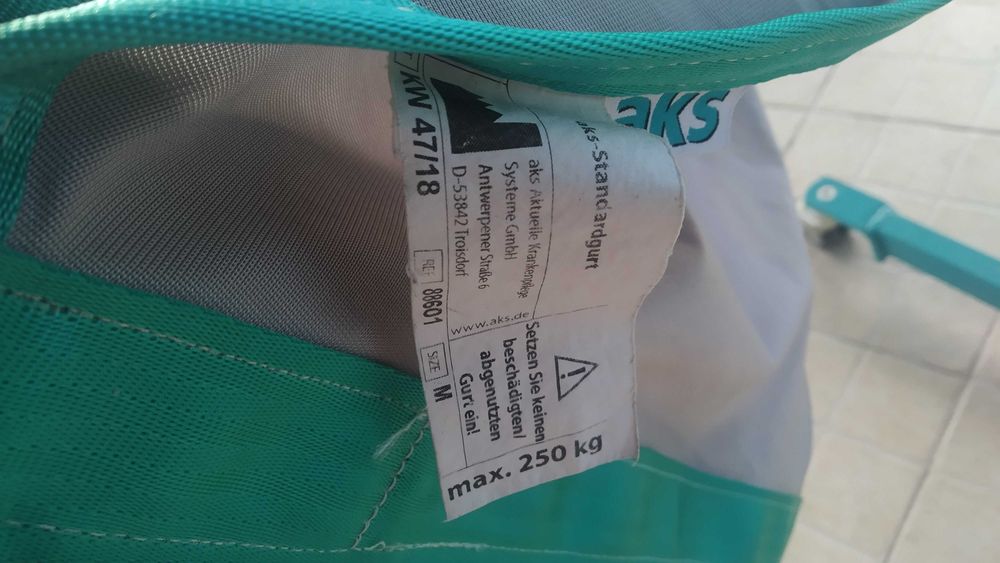 aks
aks-Standardgurt
aks Aktuelle Krankenpflege
Systeme GmbH
Antwerpener Straße 6
D-53842 Troisdorf
www.aks.de
KW 47/18
REF 88601
SIZE M
Setzen Sie keinen
beschädigten/
abgenutzten
Gurt ein!
max. 250 kg